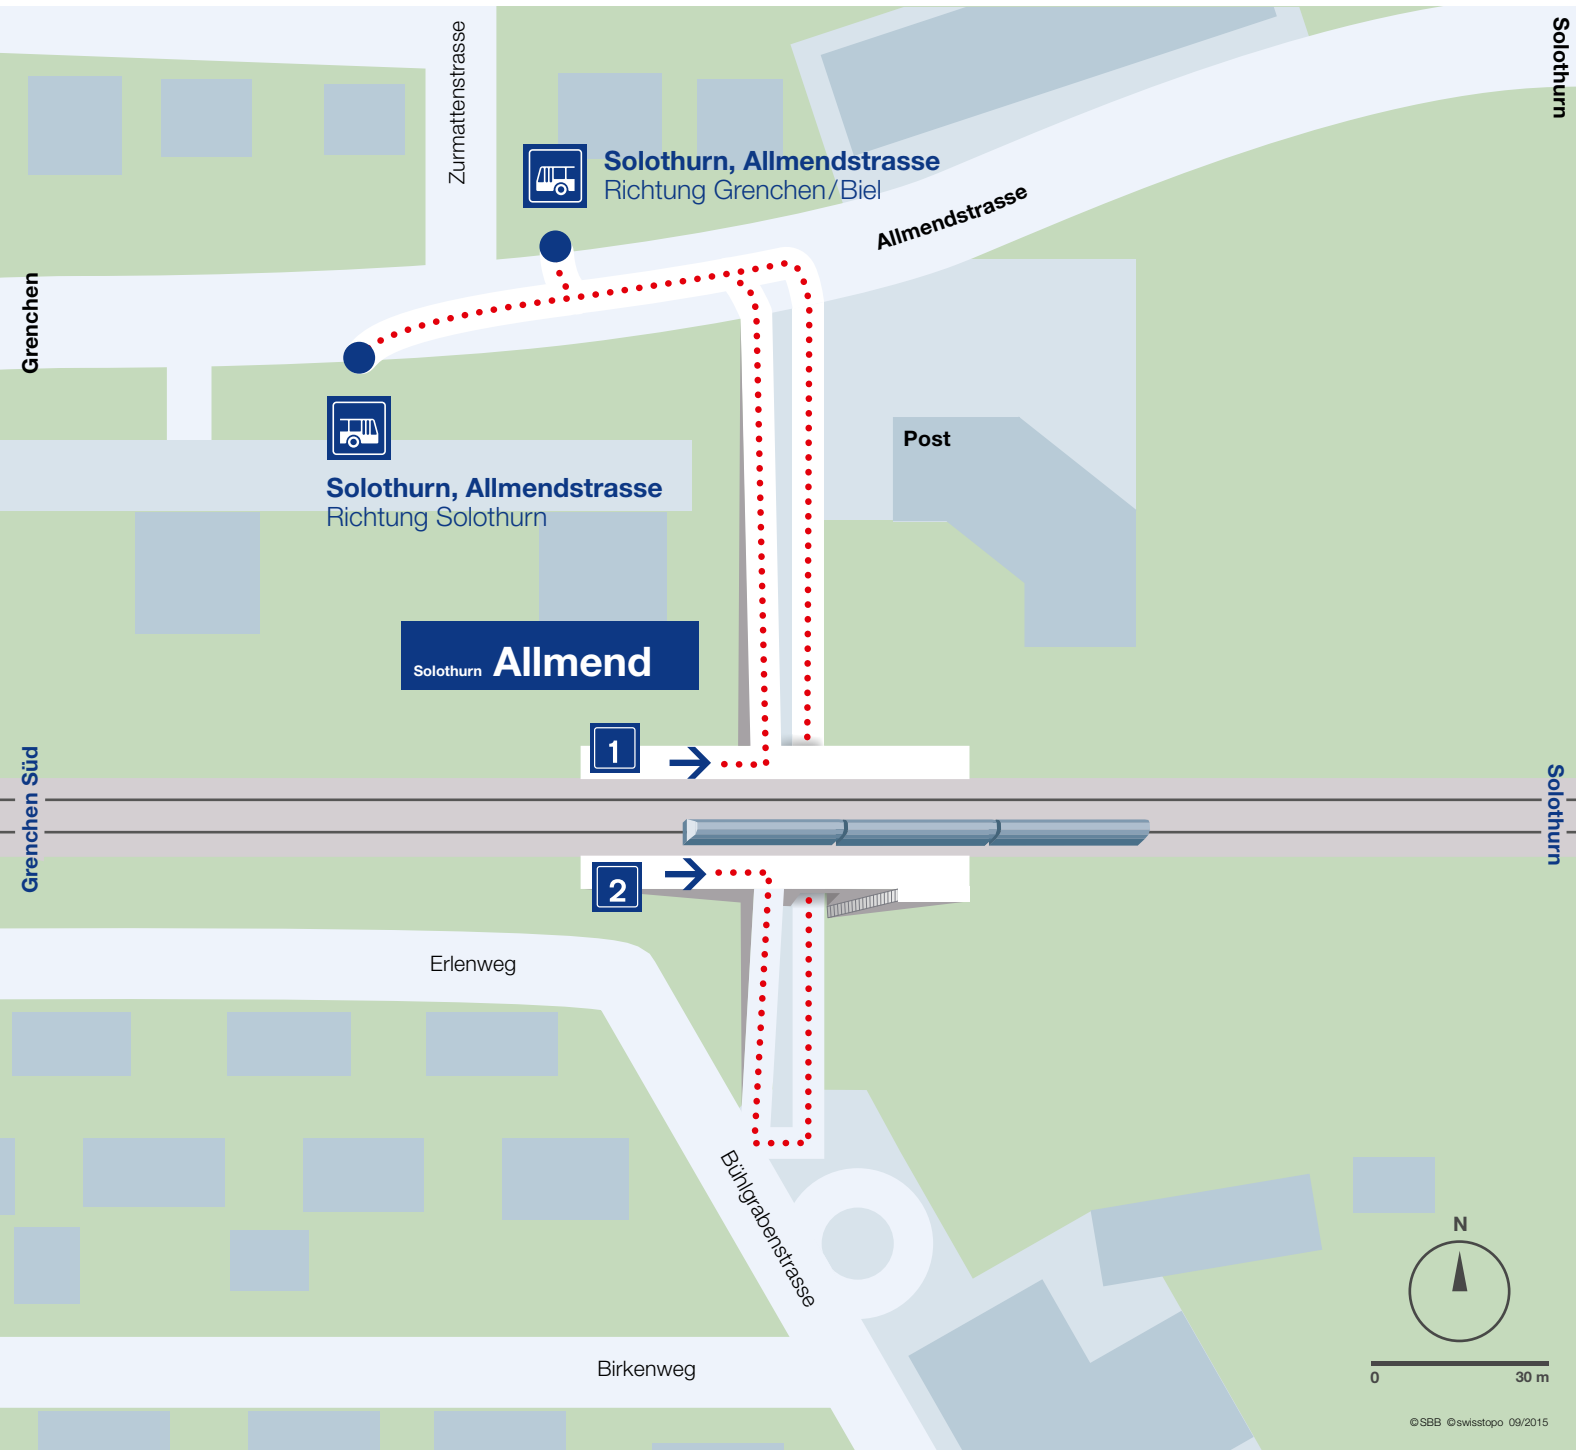 Solothurn
Zurmattenstrasse
Solothurn, Allmendstrasse
Richtung Grenchen/Biel
Allmendstrasse
Grenchen
Post
Solothurn, Allmendstrasse
Richtung Solothurn
Solothurn Allmend
1
Grenchen Süd
Solothurn
2
Erlenweg
Bühlgrabenstrasse
N
Birkenweg
0 30 m
©SBB ©swisstopo 09/2015